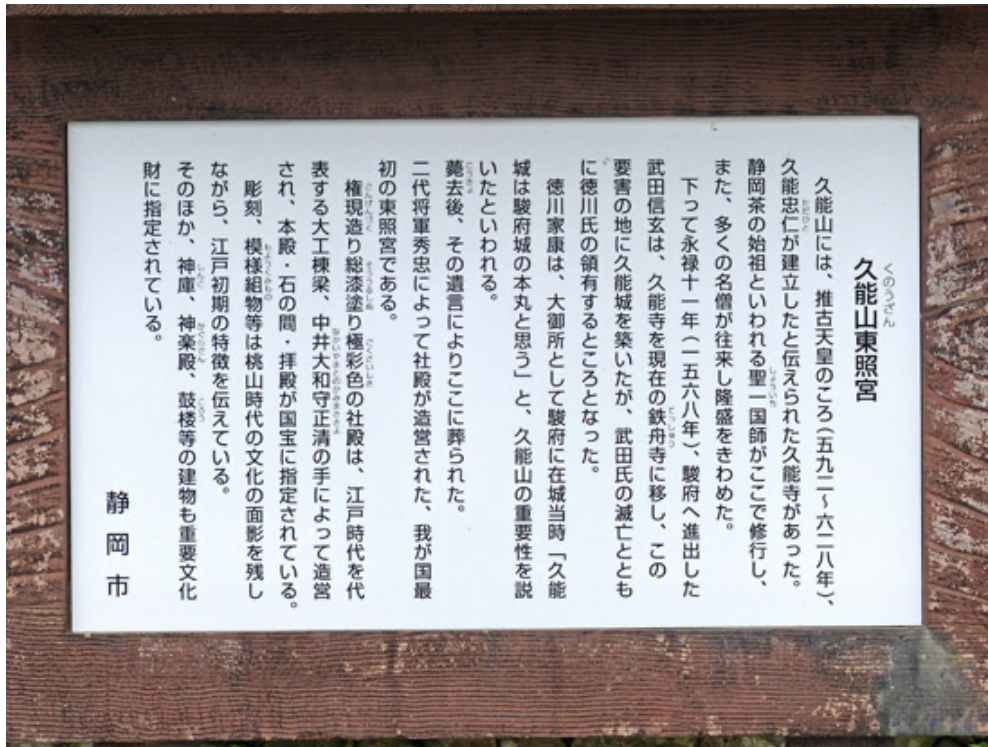 久能山東照宮
久能山には、推古天皇のころ（五九二～六二八年）、
久能忠仁が建立したと伝えられた久能寺があった。
静岡茶の始祖といわれる聖一国師がここで修行し、
また、多くの名僧が往来し隆盛をきわめた。
下って永禄十一年（一五六八年）、駿府へ進出した
武田信玄は、久能寺を現在の鉄舟寺に移し、この
要害の地に久能城を築いたが、武田氏の滅亡ととも
に徳川氏の領有するところとなった。
徳川家康は、大御所として駿府に在城当時「久能
城は駿府城の本丸と思う」と、久能山の重要性を説
いたといわれる。
薨去後、その遺言によりここに葬られた。
二代将軍秀忠によって社殿が造営された、我が国最
初の東照宮である。
権現造り総漆塗り極彩色の社殿は、江戸時代を代
表する大工棟梁、中井大和守正清の手によって造営
され、本殿・石の間・拝殿が国宝に指定されている。
彫刻、模様組物等は桃山時代の文化の面影を残し
ながら、江戸初期の特徴を伝えている。
そのほか、神庫、神楽殿、鼓楼等の建物も重要文化
財に指定されている。
静岡市